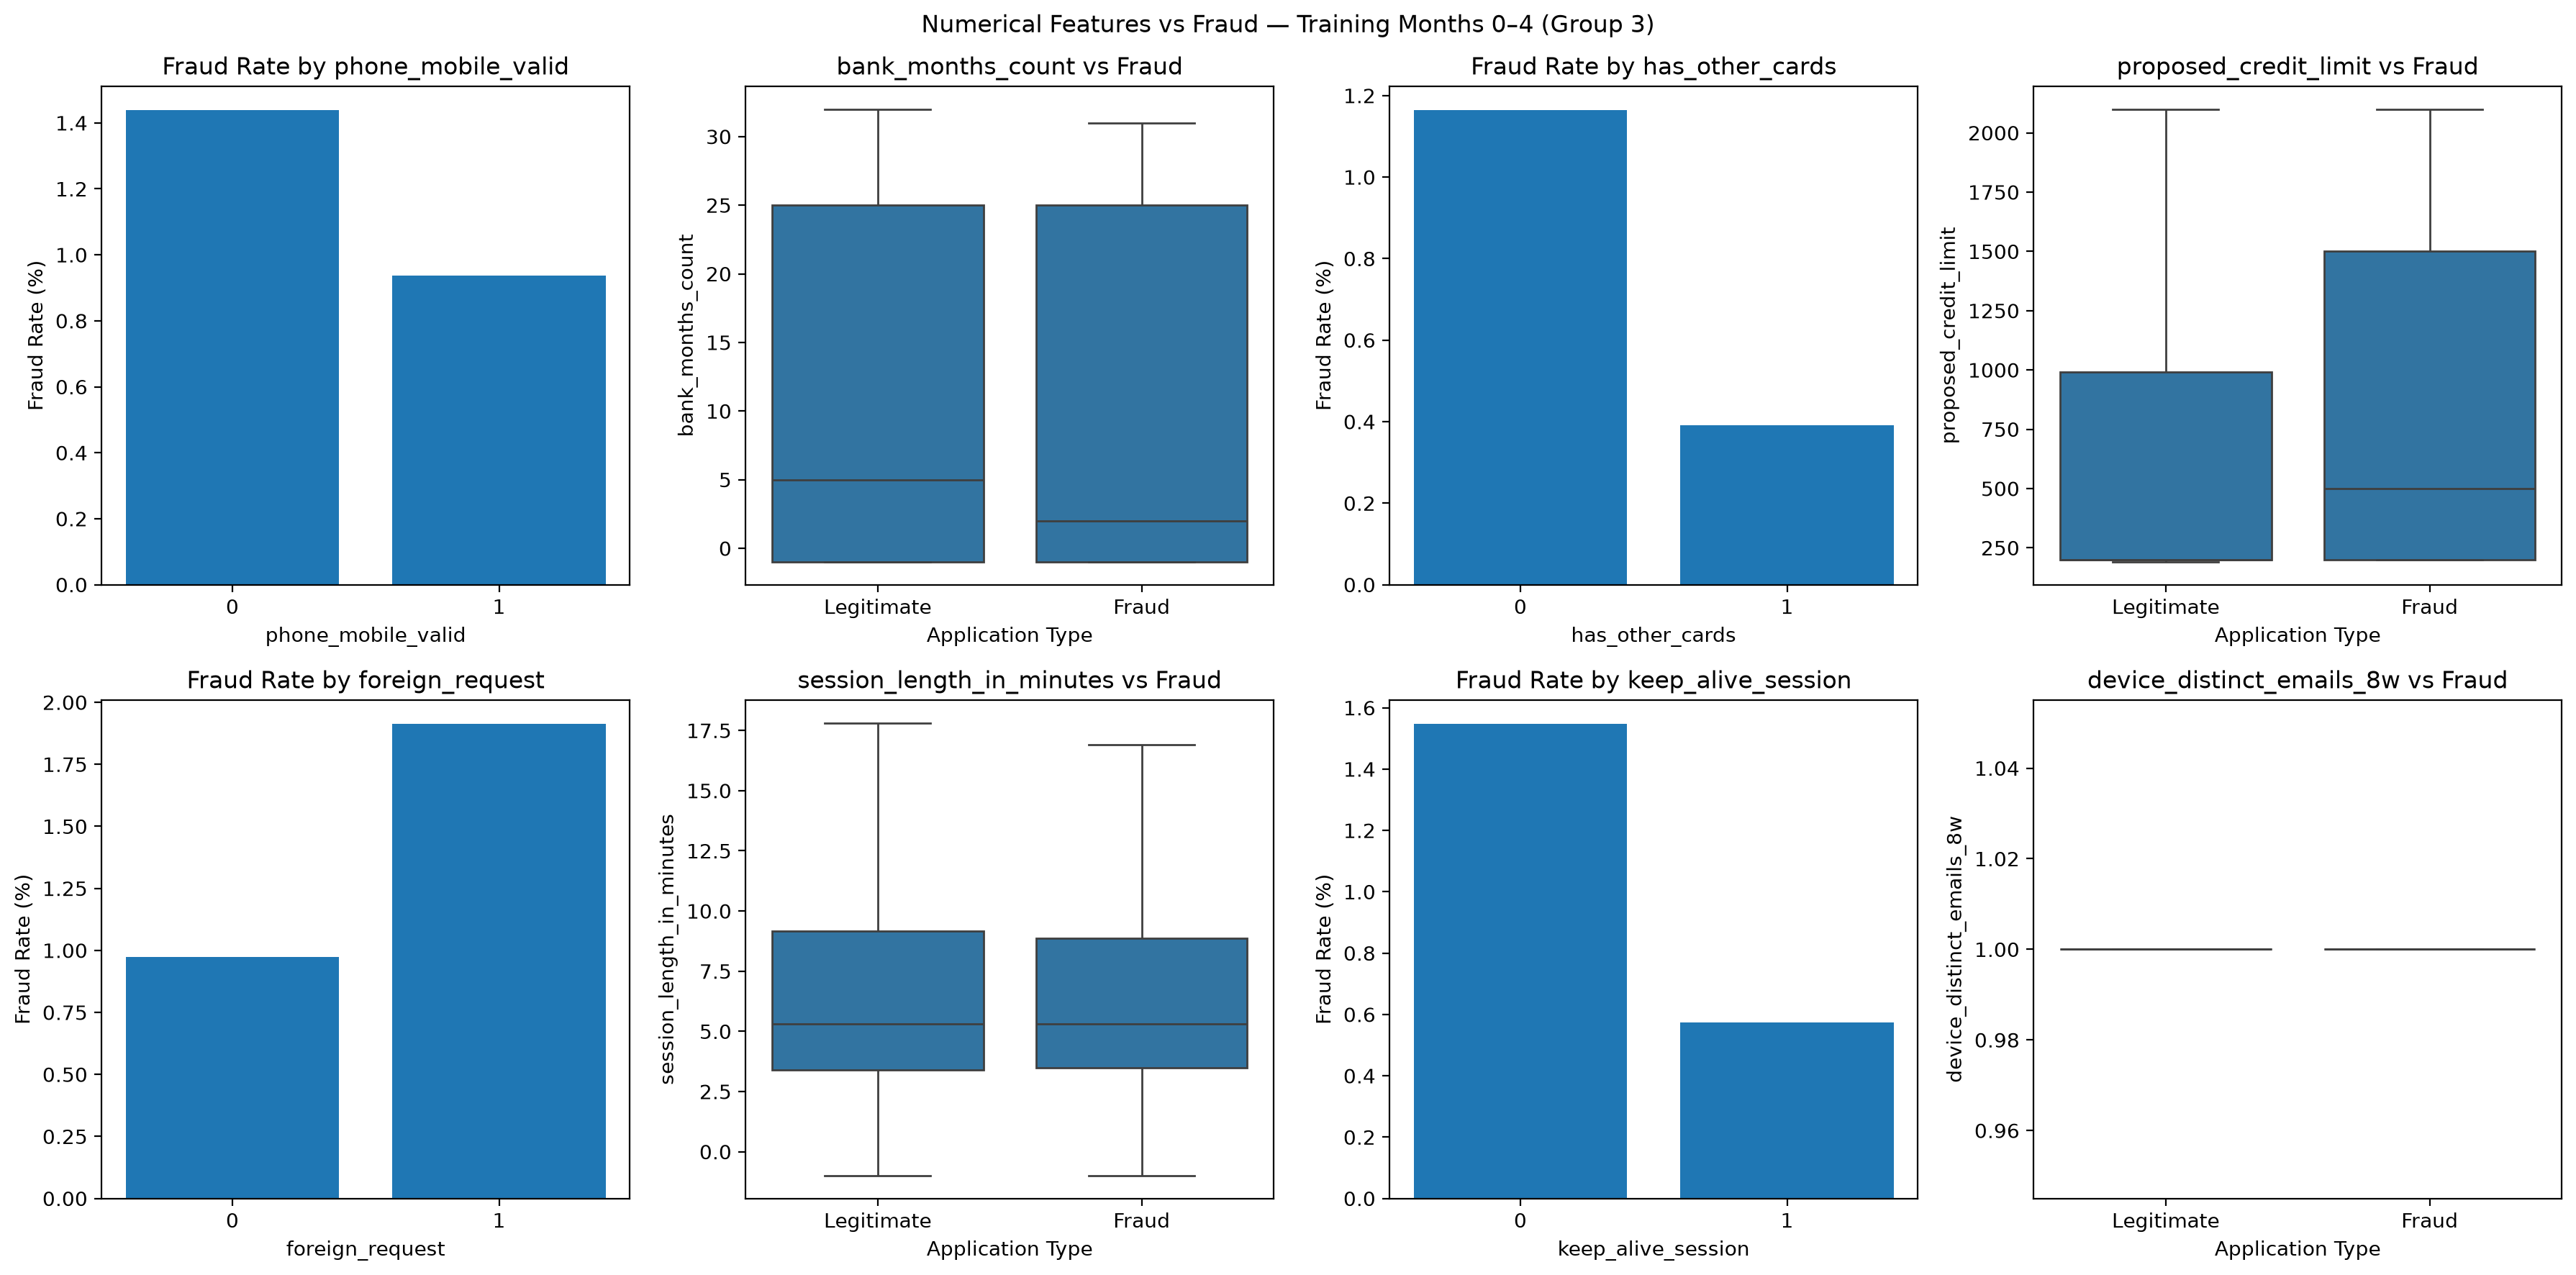 Numerical Features vs Fraud — Training Months 0–4 (Group 3)
Fraud Rate by phone_mobile_valid
Fraud Rate (%)
1.4
1.2
1.0
0.8
0.6
0.4
0.2
0.0
0 1
phone_mobile_valid
bank_months_count vs Fraud
bank_months_count
30
25
20
15
10
5
0
Legitimate Fraud
Application Type
Fraud Rate by has_other_cards
Fraud Rate (%)
1.2
1.0
0.8
0.6
0.4
0.2
0.0
0 1
has_other_cards
proposed_credit_limit vs Fraud
proposed_credit_limit
2000
1750
1500
1250
1000
750
500
250
Legitimate Fraud
Application Type
Fraud Rate by foreign_request
Fraud Rate (%)
2.00
1.75
1.50
1.25
1.00
0.75
0.50
0.25
0.00
0 1
foreign_request
session_length_in_minutes vs Fraud
session_length_in_minutes
17.5
15.0
12.5
10.0
7.5
5.0
2.5
0.0
Legitimate Fraud
Application Type
Fraud Rate by keep_alive_session
Fraud Rate (%)
1.6
1.4
1.2
1.0
0.8
0.6
0.4
0.2
0.0
0 1
keep_alive_session
device_distinct_emails_8w vs Fraud
device_distinct_emails_8w
1.04
1.02
1.00
0.98
0.96
Legitimate Fraud
Application Type